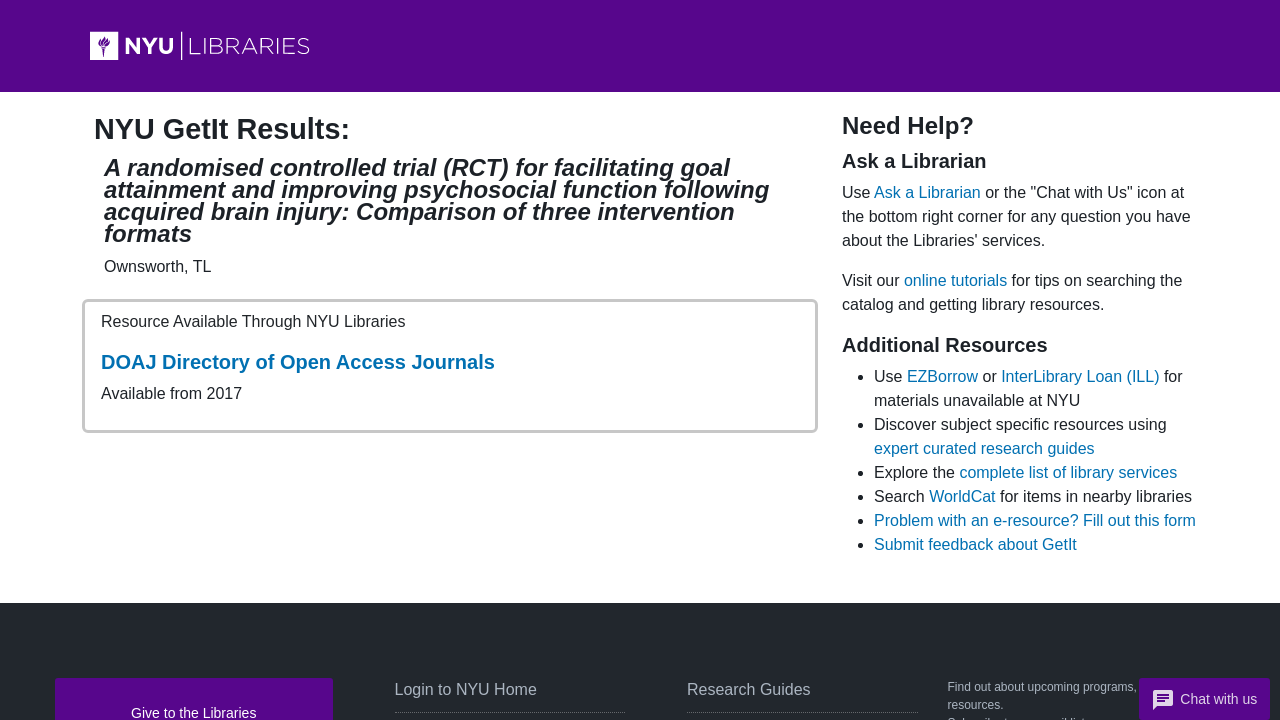 NYU LIBRARIES
NYU GetIt Results:
A randomised controlled trial (RCT) for facilitating goal
attainment and improving psychosocial function following
acquired brain injury: Comparison of three intervention
formats
Ownsworth, TL
Resource Available Through NYU Libraries
DOAJ Directory of Open Access Journals
Available from 2017
Need Help?
Ask a Librarian
Use Ask a Librarian or the "Chat with Us" icon at
the bottom right corner for any question you have
about the Libraries' services.
Visit our online tutorials for tips on searching the
catalog and getting library resources.
Additional Resources
Use EZBorrow or InterLibrary Loan (ILL) for
materials unavailable at NYU
Discover subject specific resources using
expert curated research guides
Explore the complete list of library services
Search WorldCat for items in nearby libraries
Problem with an e-resource? Fill out this form
Submit feedback about GetIt
Give to the Libraries
Login to NYU Home
Research Guides
Find out about upcoming programs,
resources.
Chat with us